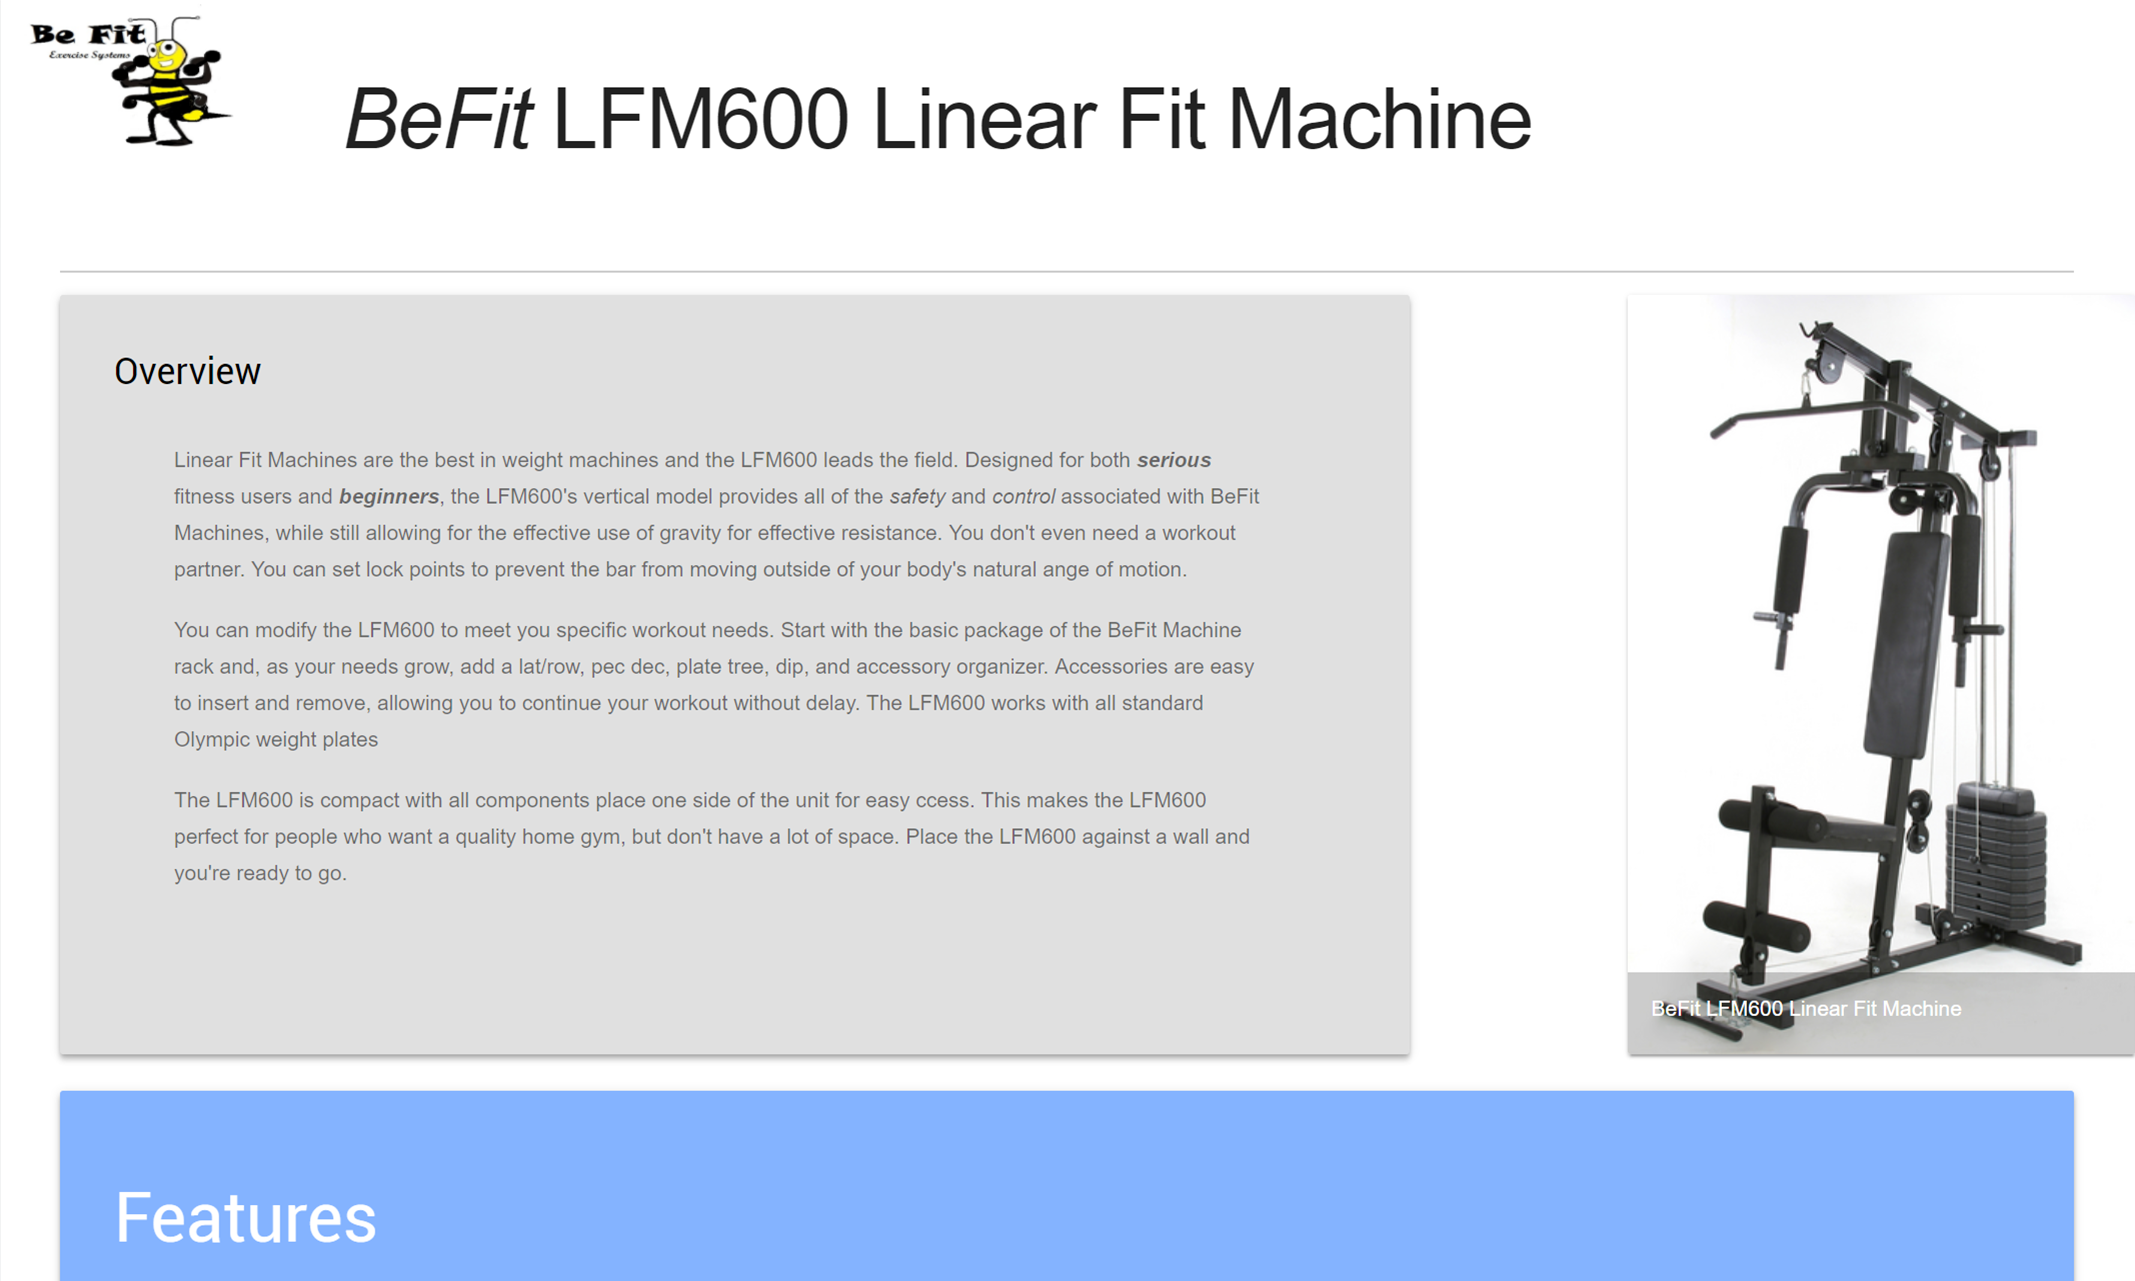 Be Fit
Exercise Systems
BeFit LFM600 Linear Fit Machine
Overview
Linear Fit Machines are the best in weight machines and the LFM600 leads the field. Designed for both serious
fitness users and beginners, the LFM600's vertical model provides all of the safety and control associated with BeFit
Machines, while still allowing for the effective use of gravity for effective resistance. You don't even need a workout
partner. You can set lock points to prevent the bar from moving outside of your body's natural ange of motion.
You can modify the LFM600 to meet you specific workout needs. Start with the basic package of the BeFit Machine
rack and, as your needs grow, add a lat/row, pec dec, plate tree, dip, and accessory organizer. Accessories are easy
to insert and remove, allowing you to continue your workout without delay. The LFM600 works with all standard
Olympic weight plates
The LFM600 is compact with all components place one side of the unit for easy ccess. This makes the LFM600
perfect for people who want a quality home gym, but don't have a lot of space. Place the LFM600 against a wall and
you're ready to go.
BeFit LFM600 Linear Fit Machine
Features